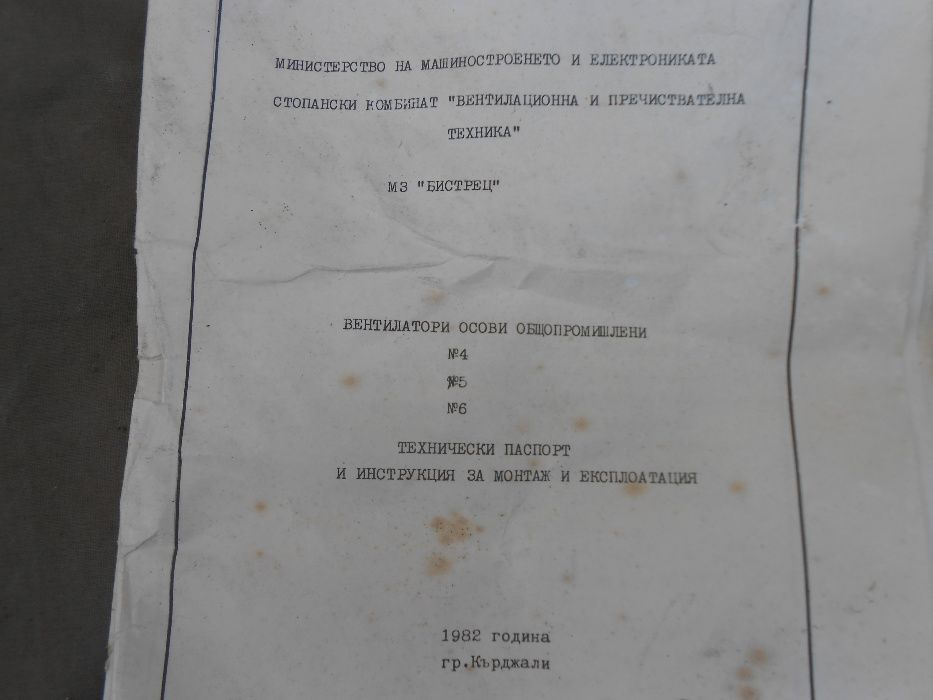 МИНИСТЕРСТВО НА МАШИНОСТРОЕНЕТО И ЕЛЕКТРОНИКАТА
СТОПАНСКИ КОМБИНАТ "ВЕНТИЛАЦИОННА И ПРЕЧИСТВАТЕЛНА
ТЕХНИКА"
МЗ "БИСТРЕЦ"
ВЕНТИЛАТОРИ ОСОВИ ОБЩОПРОМИШЛЕНИ
№4
№5
№6
ТЕХНИЧЕСКИ ПАСПОРТ
И ИНСТРУКЦИЯ ЗА МОНТАЖ И ЕКСПЛОАТАЦИЯ
1982 година
гр.Кърджали